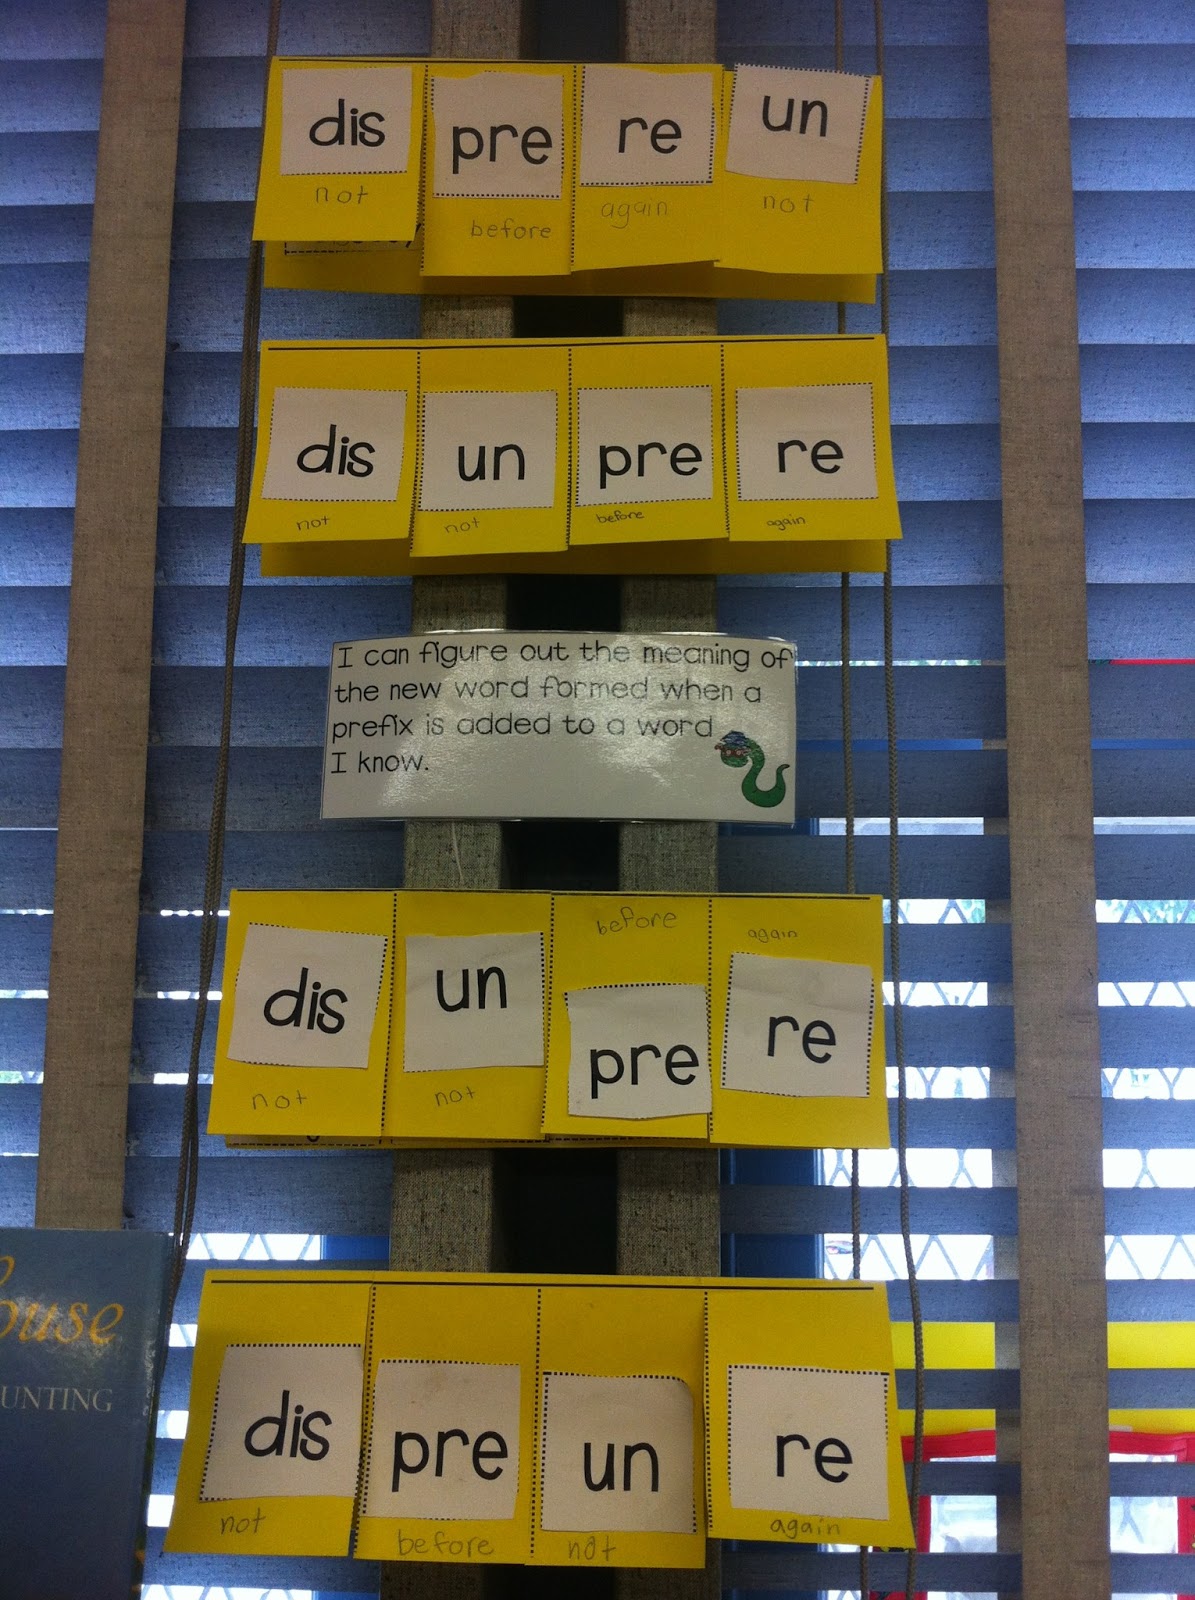 dis pre re un
not before again not
dis un pre re
not not before again
I can figure out the meaning of
the new word formed when a
prefix is added to a word
I know.
before again
dis un pre re
not not
dis pre un re
not before not again
ouse
UNTING